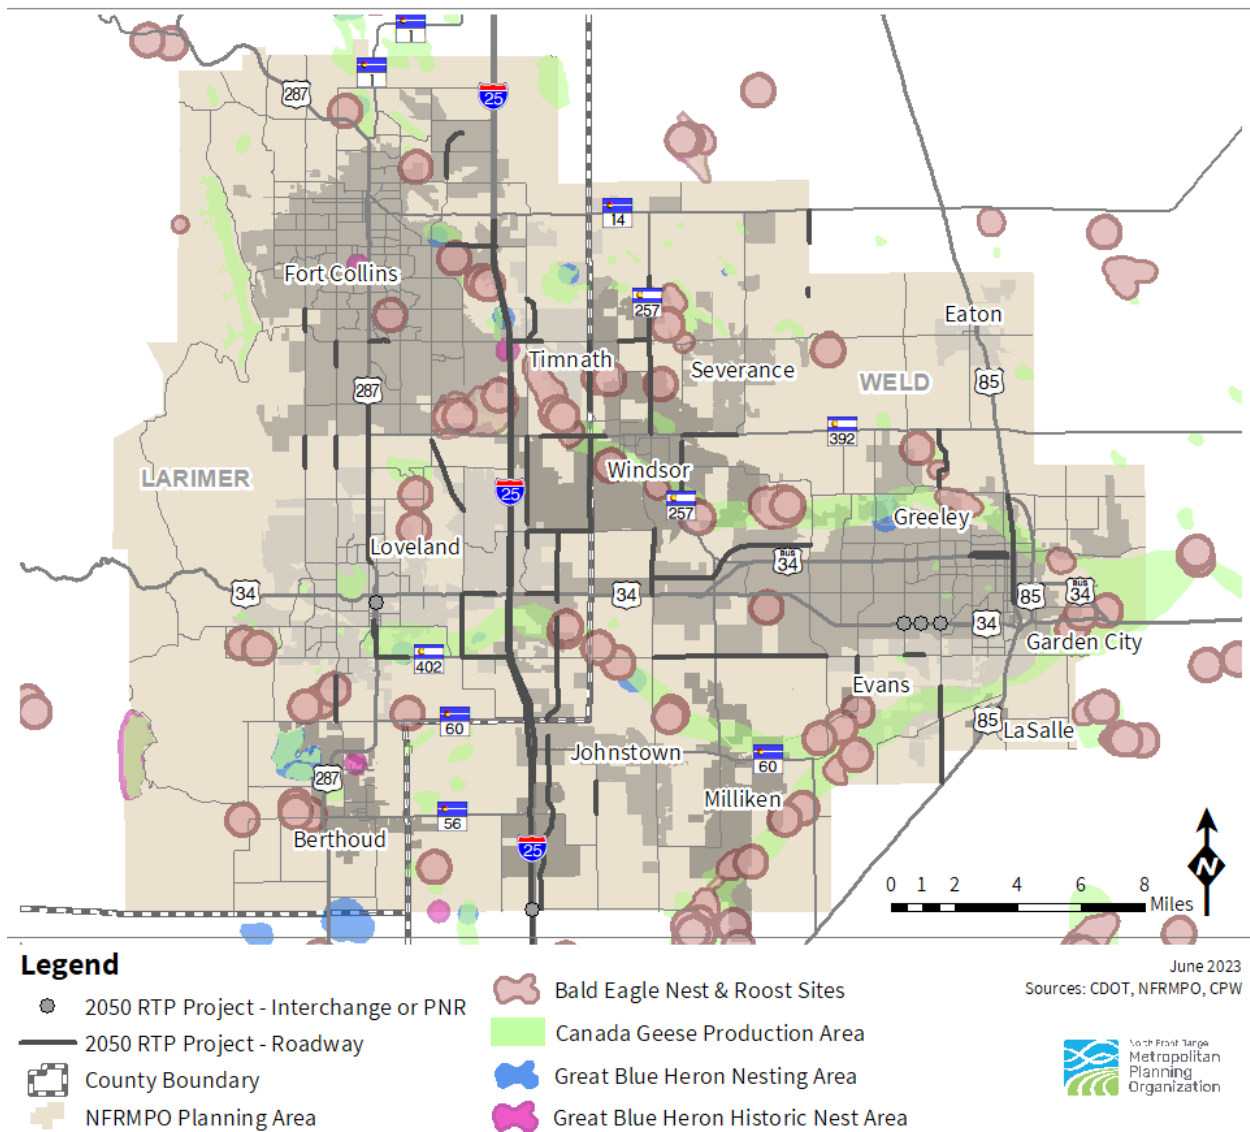 1
1
287
25
14
Fort Collins
257
Eaton
Timnath
Severance
287
WELD
85
392
LARIMER
Windsor
25
257
Greeley
Loveland
BUS
34
34
34
85
BUS
34
34
Garden City
402
Evans
60
85
LaSalle
Johnstown
60
287
Milliken
56
Berthoud
25
N
0 1 2 4 6 8
Miles
Legend
2050 RTP Project - Interchange or PNR
2050 RTP Project - Roadway
County Boundary
NFRMPO Planning Area
Bald Eagle Nest & Roost Sites
Canada Geese Production Area
Great Blue Heron Nesting Area
Great Blue Heron Historic Nest Area
June 2023
Sources: CDOT, NFRMPO, CPW
North Front Range
Metropolitan
Planning
Organization